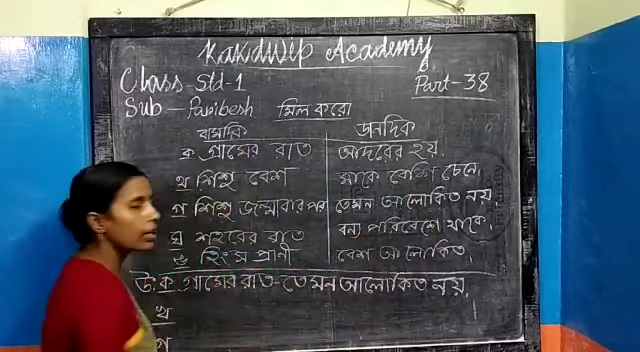 Kakdwip Academy
Class - Std-1 Part-38
Sub - Paribesh মিল করো
বামদিক ডানদিক
ক গ্রামের রাত আদরের হয়,
খ শিশু বেশ মাকে বেশি চেনে,
গ শিশু জন্মাবার পর তেমন আলোকিত নয়,
ঘ শহরের রাত বন্য পরিবেশে থাকে,
ঙ হিংস প্রাণী বেশ আলোকিত,
উঃ ক গ্রামের রাত - তেমন আলোকিত নয়,
খ
গ